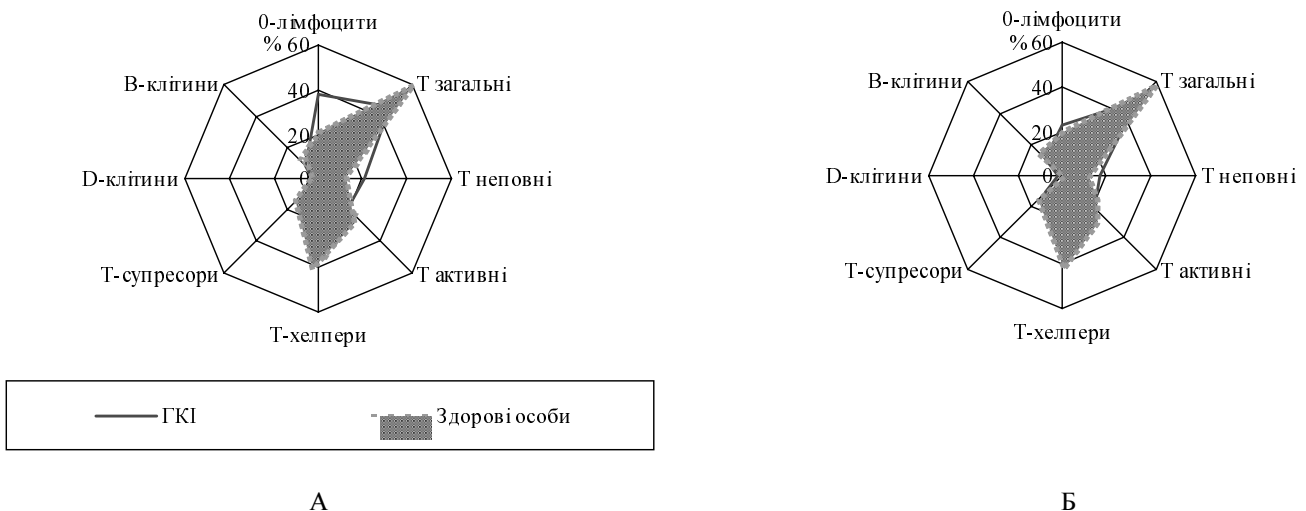 0-лімфоцити
% 60
В-клітини
Т загальні
40
20
D-клітини
0
Т неповні
Т-супресори
Т активні
Т-хелпери
ГКІ
Здорові особи
А
0-лімфоцити
% 60
В-клітини
Т загальні
40
20
D-клітини
0
Т неповні
Т-супресори
Т активні
Т-хелпери
Б